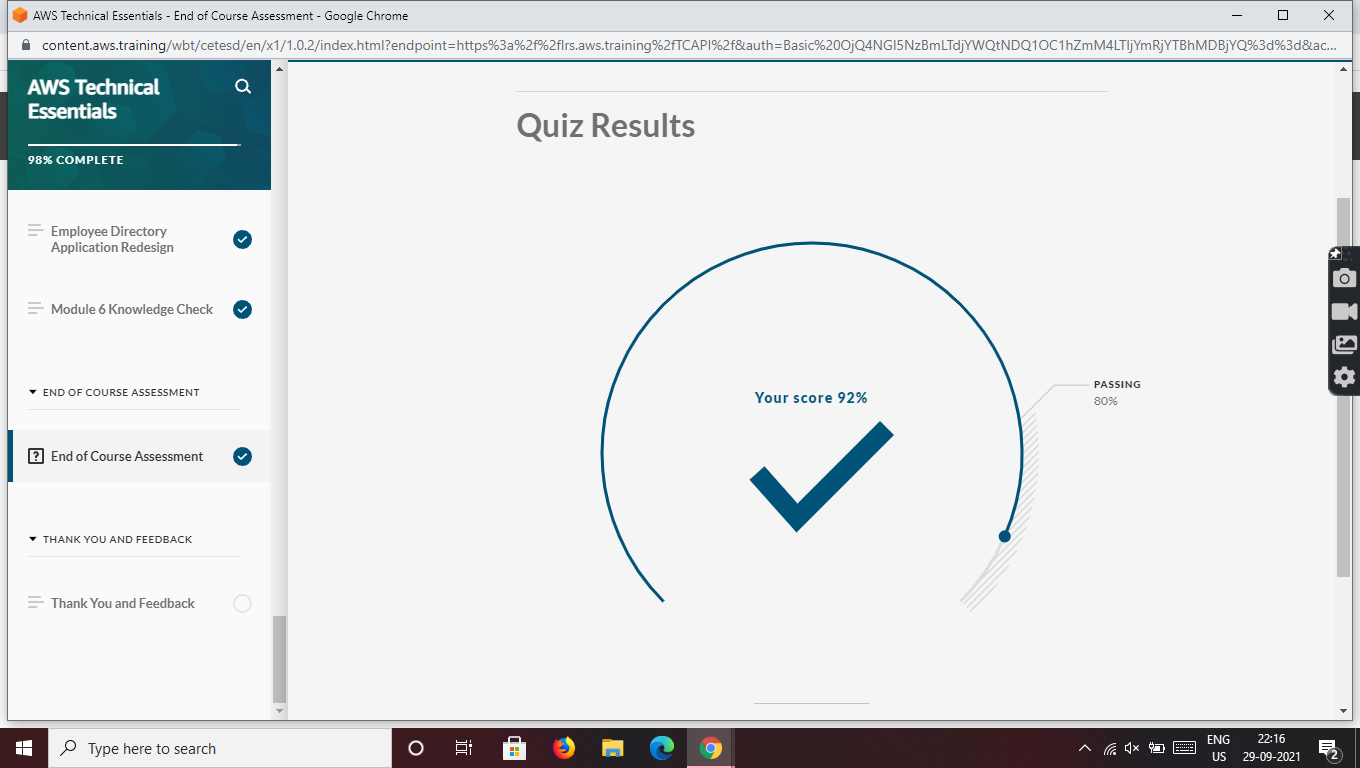 AWS Technical Essentials - End of Course Assessment - Google Chrome
content.aws.training/wbt/cetesd/en/x1/1.0.2/index.html?endpoint=https%3a%2f%2flrs.aws.training%2fTCAPI%2f&auth=Basic%20OjQ4NGI5NzBmLTdjYWQtNDQ1OC1hZmM4LTljYmRjYTBhMDBjYQ%3d%3d&ac...
AWS Technical
Essentials
98% COMPLETE
Employee Directory
Application Redesign
Module 6 Knowledge Check
END OF COURSE ASSESSMENT
End of Course Assessment
THANK YOU AND FEEDBACK
Thank You and Feedback
Quiz Results
Your score 92%
PASSING
80%
Type here to search
ENG
US
22:16
29-09-2021
2